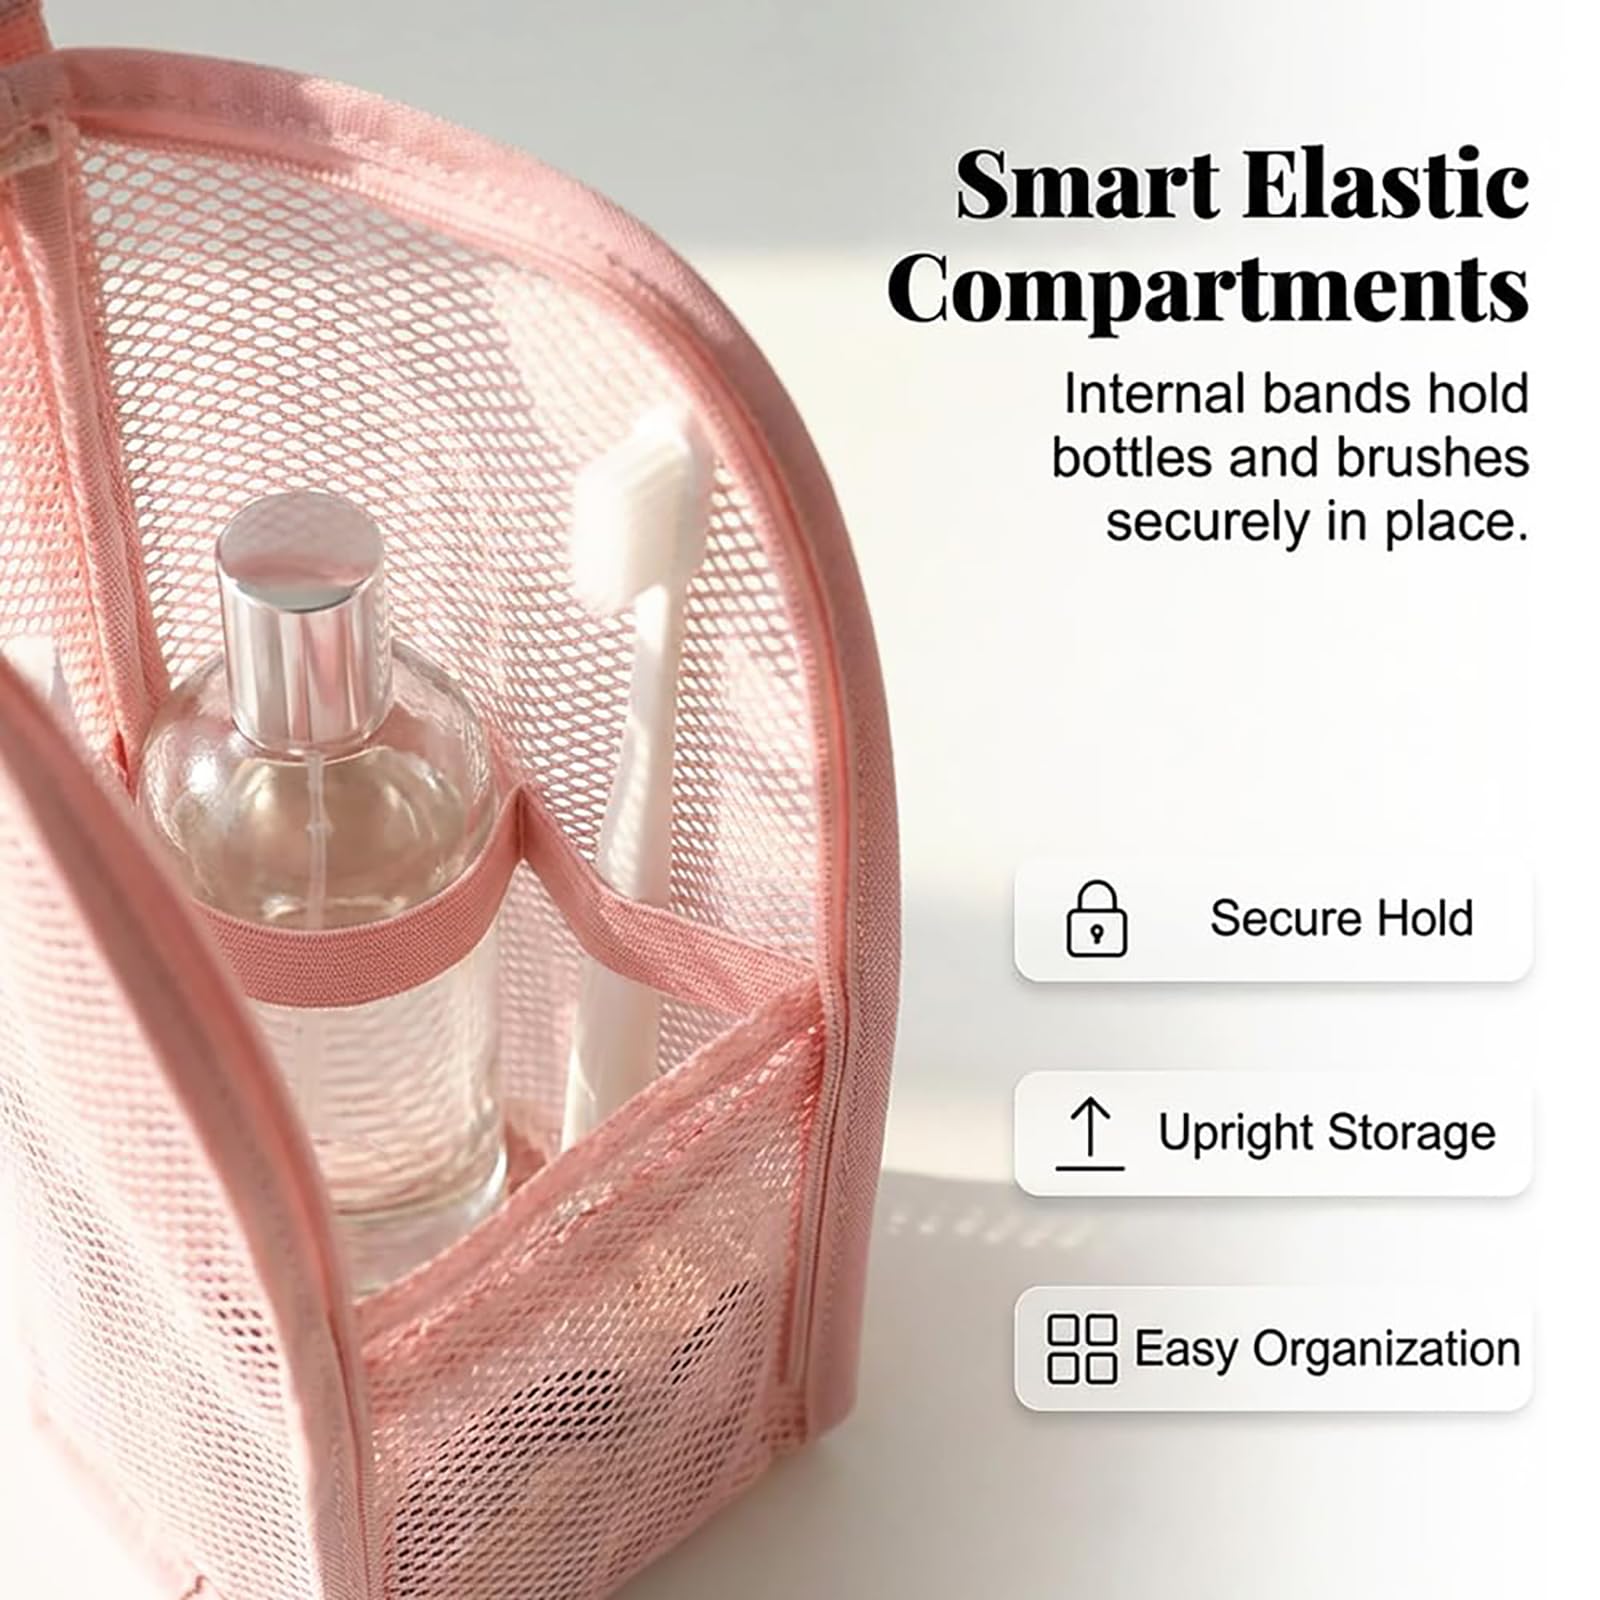 Smart Elastic
Compartments
Internal bands hold
bottles and brushes
securely in place.
Secure Hold
Upright Storage
Easy Organization